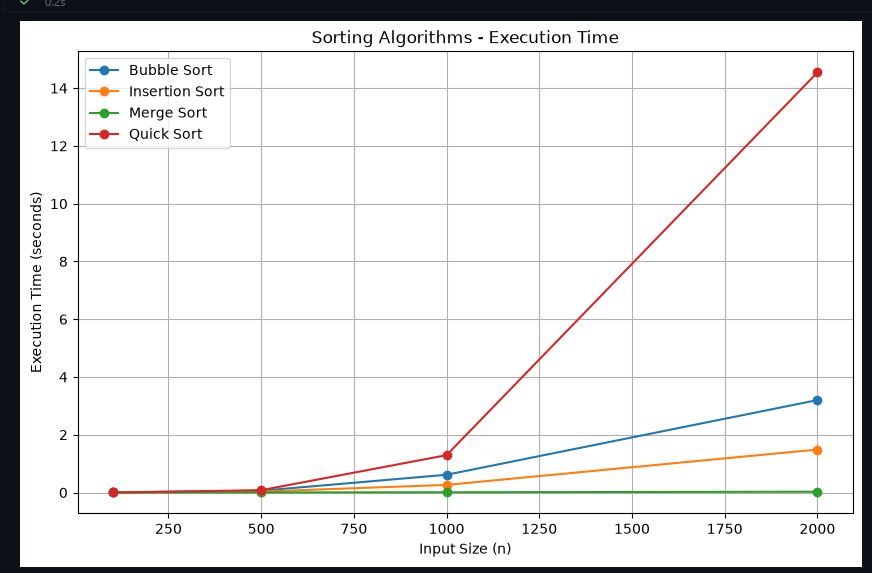 0.2s
Sorting Algorithms - Execution Time
Bubble Sort
Insertion Sort
Merge Sort
Quick Sort
Execution Time (seconds)
14
12
10
8
6
4
2
0
250 500 750 1000 1250 1500 1750 2000
Input Size (n)